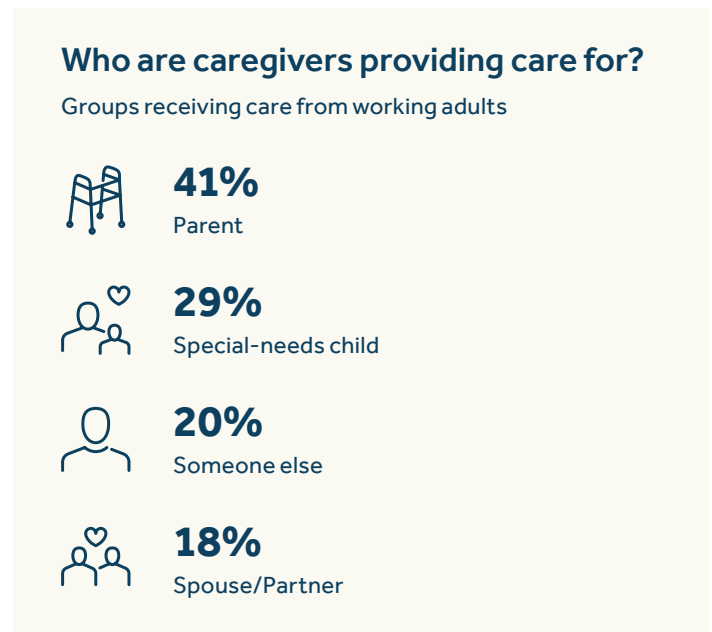 Who are caregivers providing care for?
Groups receiving care from working adults
41%
Parent
29%
Special-needs child
20%
Someone else
18%
Spouse/Partner